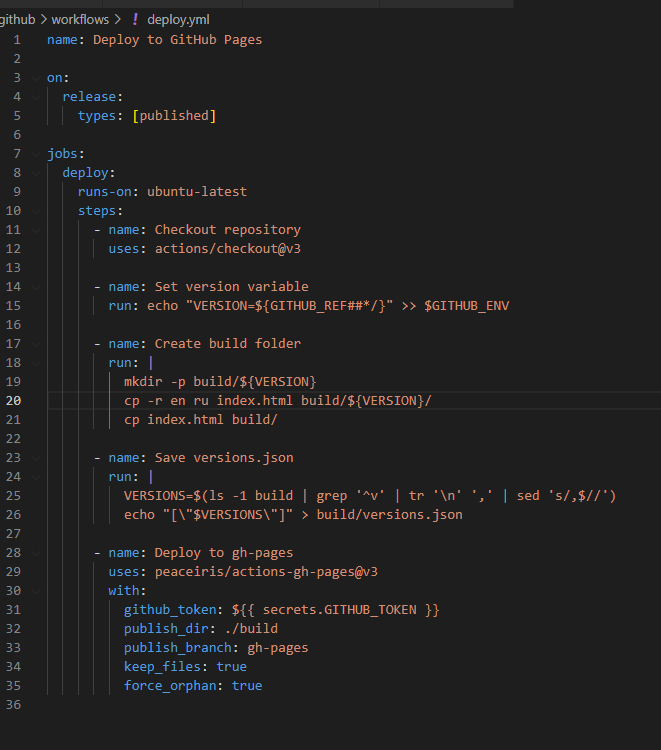 github > workflows > ! deploy.yml
1 name: Deploy to GitHub Pages
2
3 on:
4   release:
5     types: [published]
6
7 jobs:
8   deploy:
9     runs-on: ubuntu-latest
10     steps:
11       - name: Checkout repository
12         uses: actions/checkout@v3
13
14       - name: Set version variable
15         run: echo "VERSION=${GITHUB_REF##*/}" >> $GITHUB_ENV
16
17       - name: Create build folder
18         run: |
19           mkdir -p build/${VERSION}
20           cp -r en ru index.html build/${VERSION}/
21           cp index.html build/
22
23       - name: Save versions.json
24         run: |
25           VERSIONS=$(ls -1 build | grep '^v' | tr '\n' ',' | sed 's/,$//')
26           echo "[\"$VERSIONS\"]" > build/versions.json
27
28       - name: Deploy to gh-pages
29         uses: peaceiris/actions-gh-pages@v3
30         with:
31           github_token: ${{ secrets.GITHUB_TOKEN }}
32           publish_dir: ./build
33           publish_branch: gh-pages
34           keep_files: true
35           force_orphan: true
36